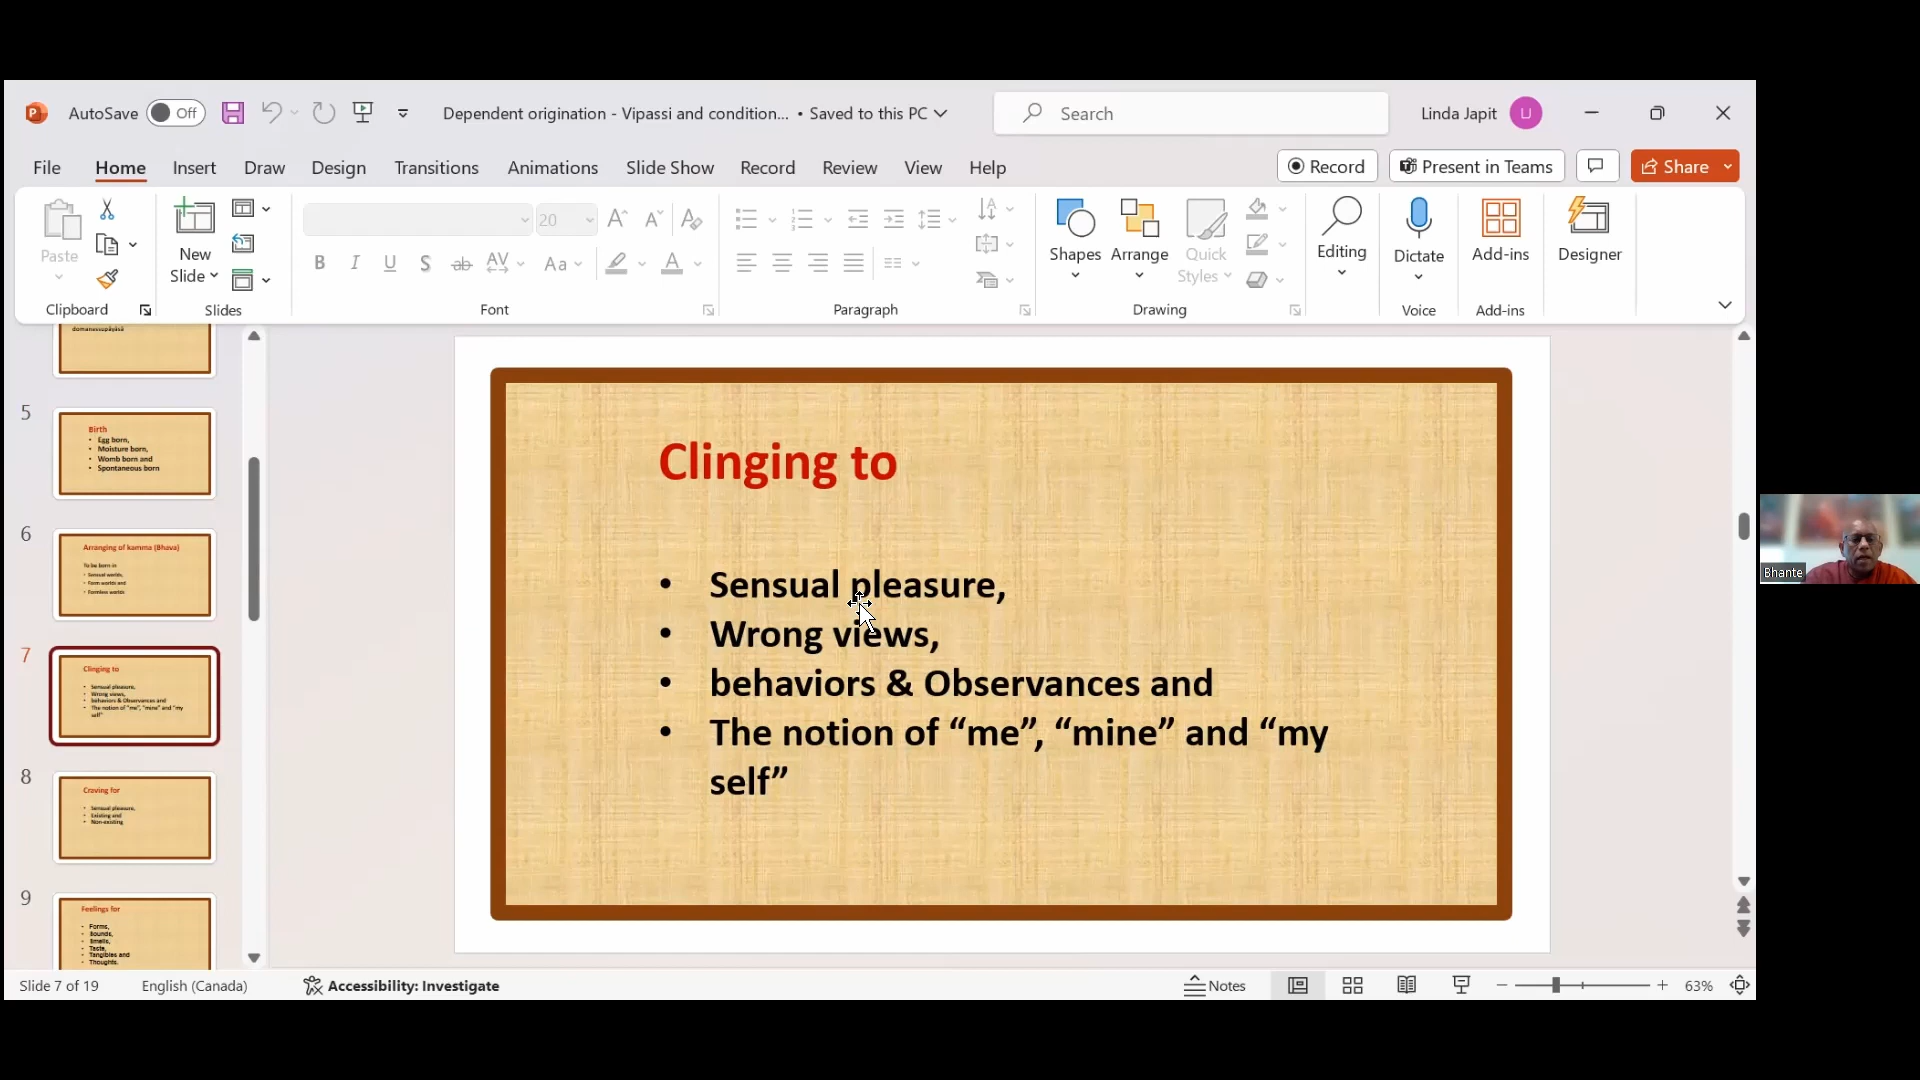 AutoSave Off Dependent origination - Vipassi and condition... • Saved to this PC Search Linda Japit U
File Home Insert Draw Design Transitions Animations Slide Show Record Review View Help Record Present in Teams Share
Paste New Slide 20 B I U S ab AV Aa A Shapes Arrange Quick Styles Editing Dictate Add-ins Designer
Clipboard Slides Font Paragraph Drawing Voice Add-ins
domanassupāyāsā
5
Birth
• Egg born,
• Moisture born,
• Womb born and
• Spontaneous born
6
Arranging of kamma (Bhava)
To be born in
• Sensual worlds,
• Form worlds and
• Formless worlds
7
Clinging to
• Sensual pleasure,
• Wrong views,
• behaviors & Observances and
• The notion of "me", "mine" and "my
self"
8
Craving for
• Sensual pleasure,
• Existing and
• Non-existing
9
Feelings for
• Forms,
• Sounds,
• Smells,
• Taste,
• Tangibles and
• Thoughts.
Clinging to
• Sensual pleasure,
• Wrong views,
• behaviors & Observances and
• The notion of “me”, “mine” and “my
self”
Bhante
Slide 7 of 19 English (Canada) Accessibility: Investigate Notes 63%